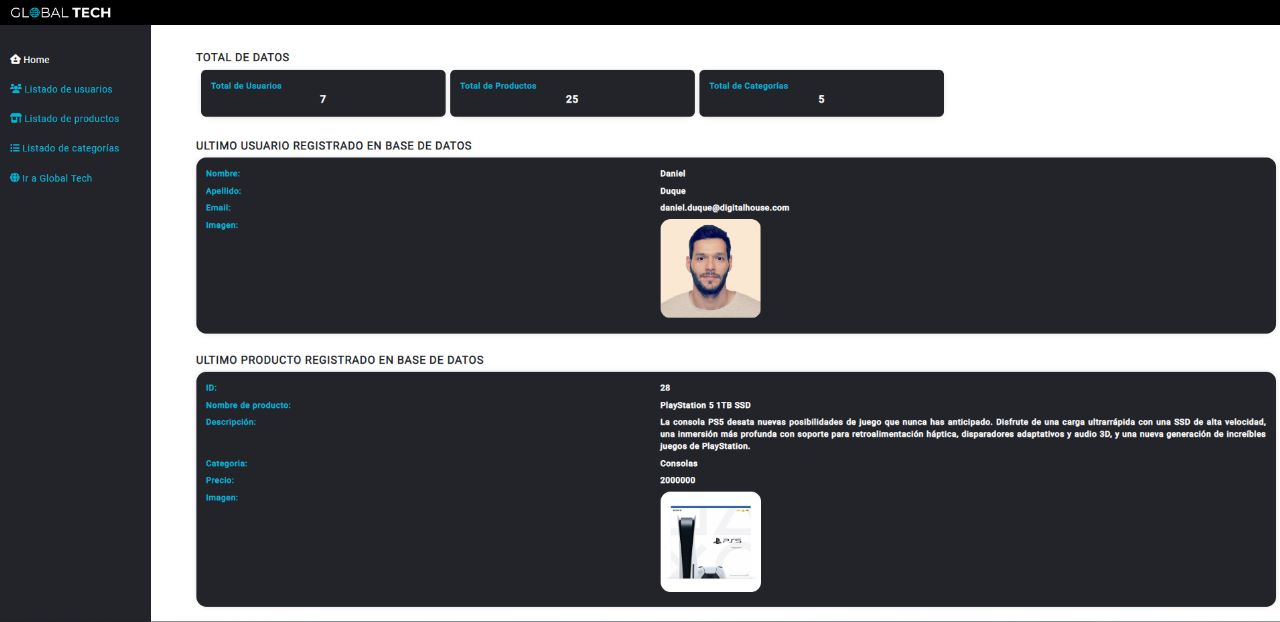 GLOBAL TECH
Home
Listado de usuarios
Listado de productos
Listado de categorías
Ir a Global Tech
TOTAL DE DATOS
Total de Usuarios
7
Total de Productos
25
Total de Categorías
5
ULTIMO USUARIO REGISTRADO EN BASE DE DATOS
Nombre: Daniel
Apellido: Duque
Email: daniel.duque@digitalhouse.com
Imagen:
ULTIMO PRODUCTO REGISTRADO EN BASE DE DATOS
ID: 28
Nombre de producto: PlayStation 5 1TB SSD
Descripción: La consola PS5 desata nuevas posibilidades de juego que nunca has anticipado. Disfrute de una carga ultrarrápida con una SSD de alta velocidad,
una inmersión más profunda con soporte para retroalimentación háptica, disparadores adaptativos y audio 3D, y una nueva generación de increíbles
juegos de PlayStation.
Categoría: Consolas
Precio: 2000000
Imagen:
PS5